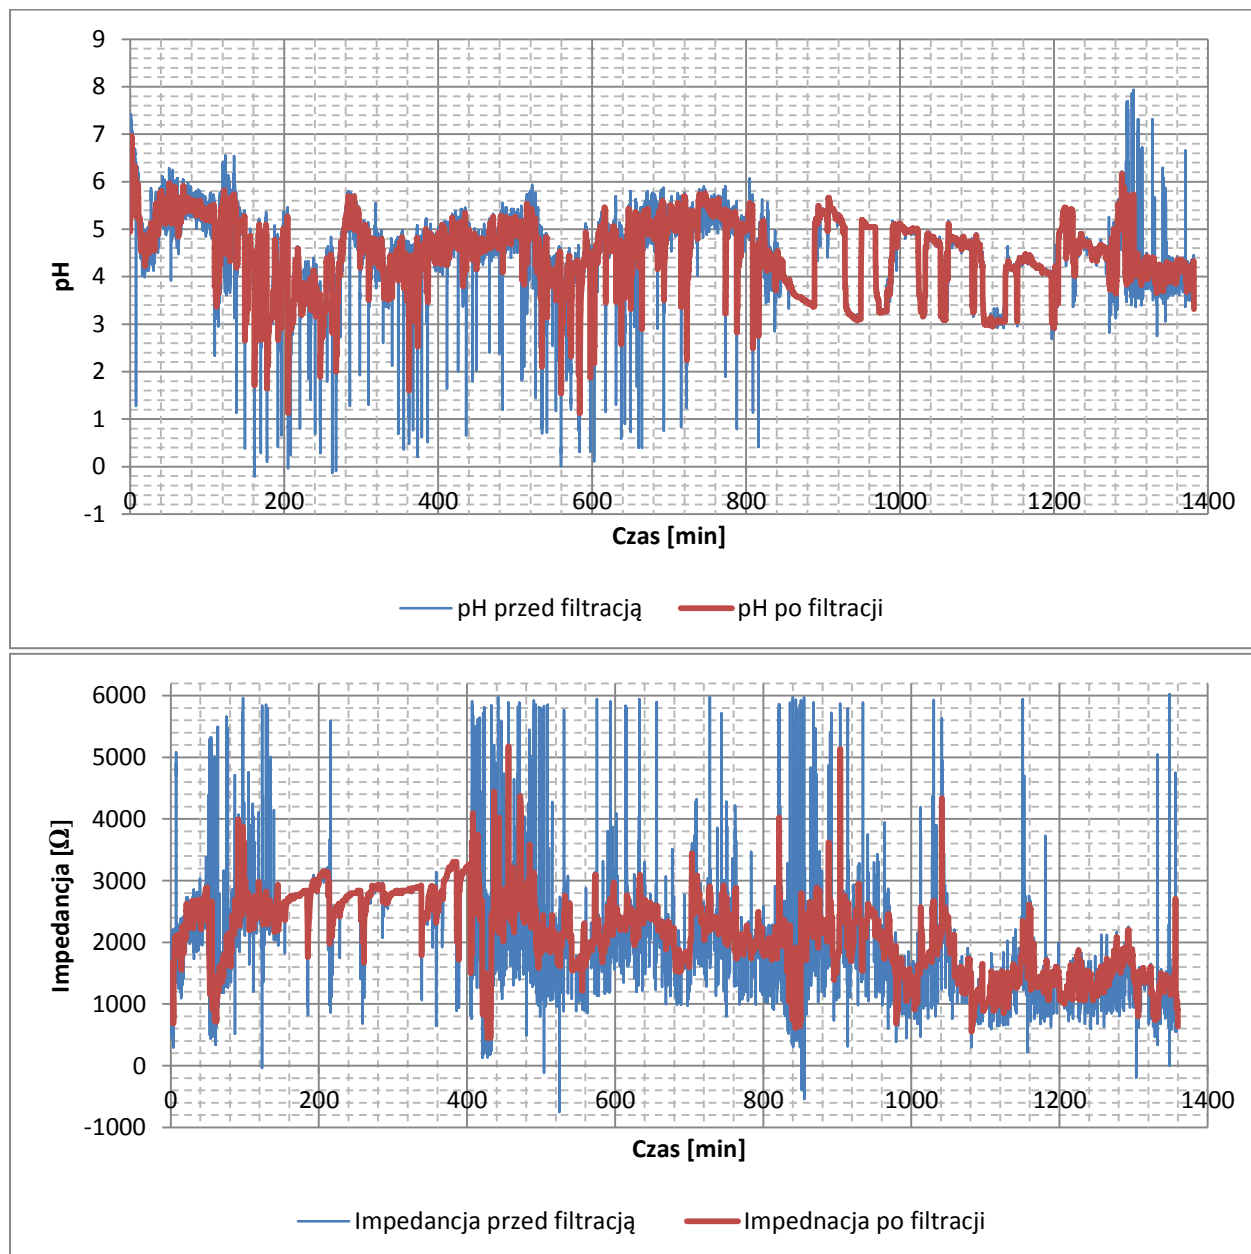 9
8
7
6
5
4
3
2
1
0
-1
pH
0 200 400 600 800 1000 1200 1400
Czas [min]
pH przed filtracją pH po filtracji
6000
5000
4000
3000
2000
1000
0
-1000
Impedancja [Ω]
0 200 400 600 800 1000 1200 1400
Czas [min]
Impedancja przed filtracją Impednacja po filtracji